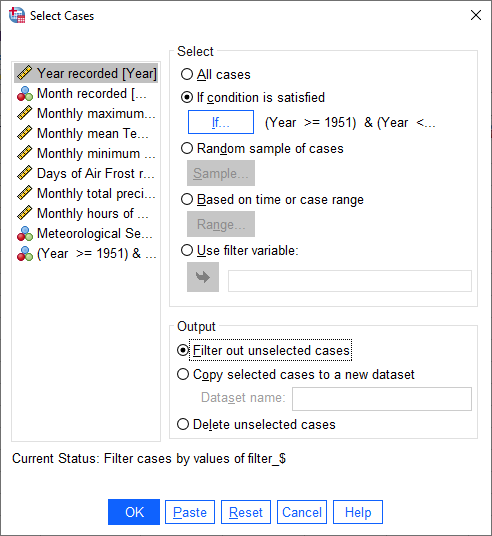 Select Cases
Year recorded [Year]
Month recorded [...
Monthly maximum...
Monthly mean Te...
Monthly minimum ...
Days of Air Frost r...
Monthly total preci...
Monthly hours of ...
Meteorological Se...
(Year >= 1951) & ...
Select
All cases
If condition is satisfied
If... (Year >= 1951) & (Year <...
Random sample of cases
Sample...
Based on time or case range
Range...
Use filter variable:
Output
Filter out unselected cases
Copy selected cases to a new dataset
Dataset name:
Delete unselected cases
Current Status: Filter cases by values of filter_$
OK Paste Reset Cancel Help